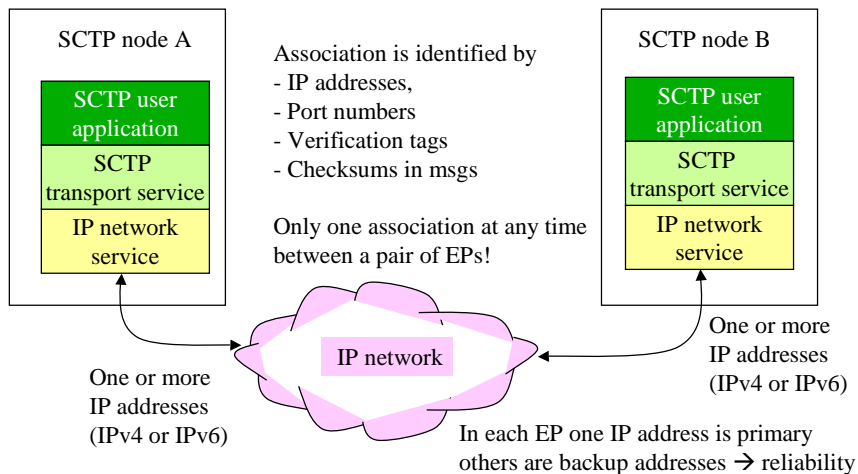 SCTP node A
SCTP user
application
SCTP
transport service
IP network
service
Association is identified by
- IP addresses,
- Port numbers
- Verification tags
- Checksums in msgs
Only one association at any time
between a pair of EPs!
SCTP node B
SCTP user
application
SCTP
transport service
IP network
service
IP network
One or more
IP addresses
(IPv4 or IPv6)
One or more
IP addresses
(IPv4 or IPv6)
In each EP one IP address is primary
others are backup addresses → reliability